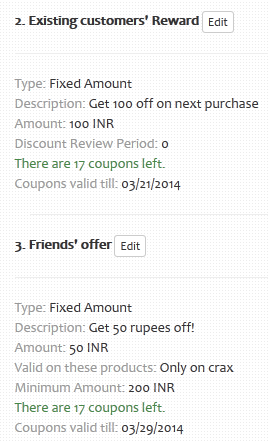 2. Existing customers' Reward Edit
Type: Fixed Amount
Description: Get 100 off on next purchase
Amount: 100 INR
Discount Review Period: 0
There are 17 coupons left.
Coupons valid till: 03/21/2014
3. Friends' offer Edit
Type: Fixed Amount
Description: Get 50 rupees off!
Amount: 50 INR
Valid on these products: Only on crax
Minimum Amount: 200 INR
There are 17 coupons left.
Coupons valid till: 03/29/2014